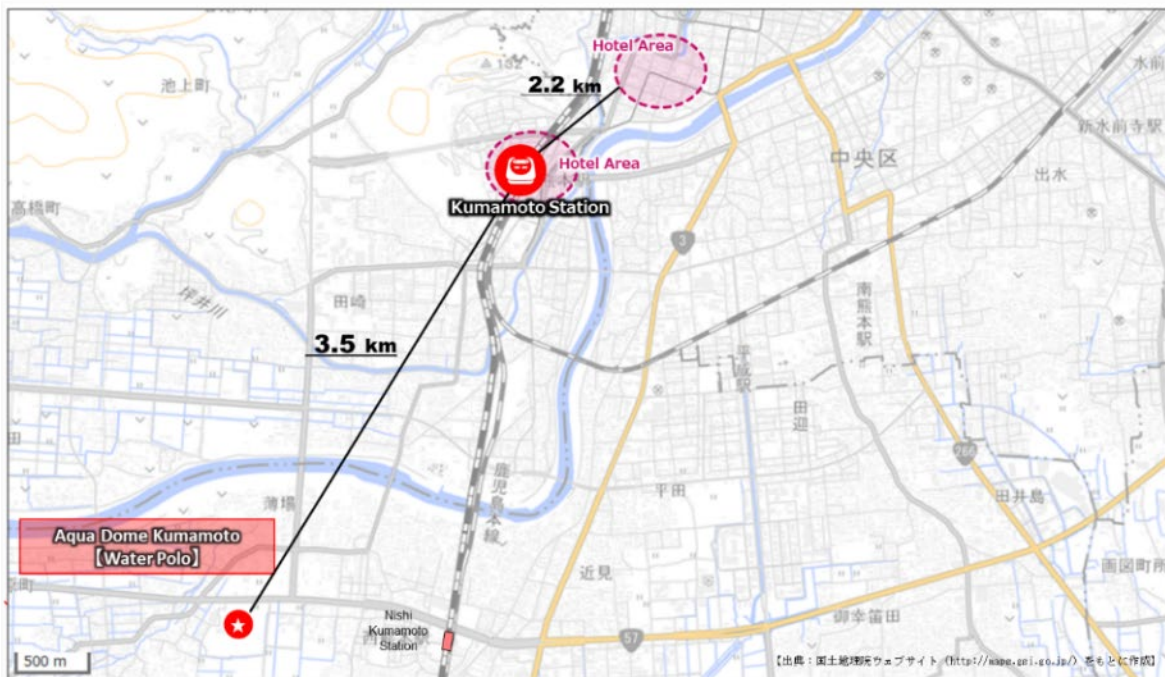 Hotel Area
2.2 km
池上町
新水前寺駅
Hotel Area
中央区
出水
高橋町
Kumamoto Station
3
坪井川
田崎
南熊本駅
3.5 km
平成駅
田迎
266
鹿児島本線
平田
田井島
薄場
Aqua Dome Kumamoto
【Water Polo】
近見
画図町所
御幸笛田
Nishi
Kumamoto
Station
57
500 m
【出典：国土地理院ウェブサイト（http://maps.gsi.go.jp/）をもとに作成】